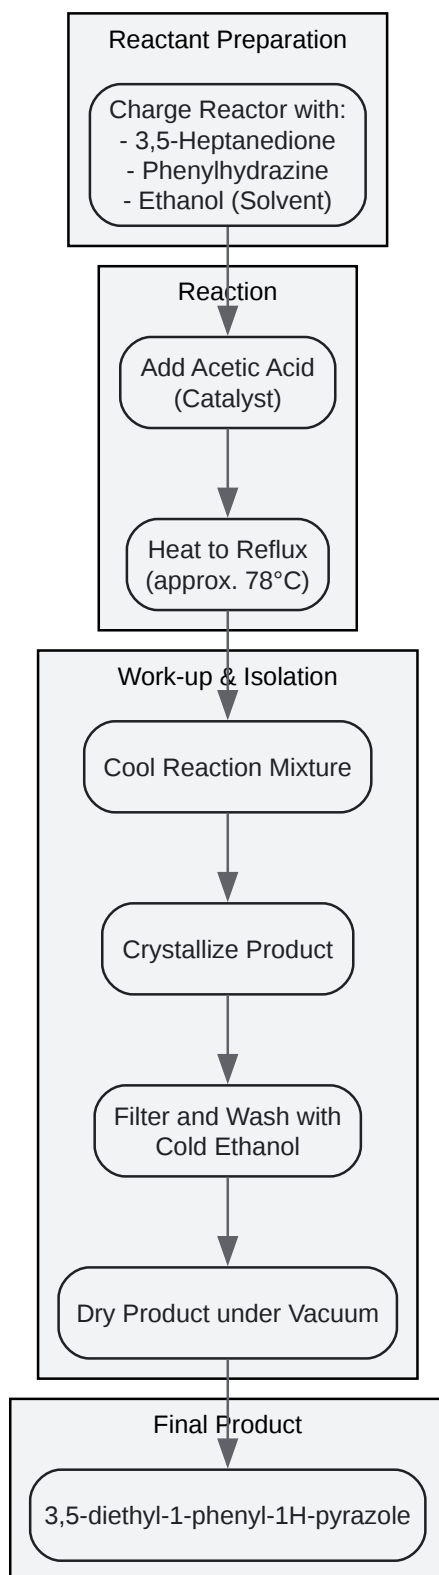 Reactant Preparation
Charge Reactor with:
- 3,5-Heptanedione
- Phenylhydrazine
- Ethanol (Solvent)
Reaction
Add Acetic Acid
(Catalyst)
Heat to Reflux
(approx. 78°C)
Work-up & Isolation
Cool Reaction Mixture
Crystallize Product
Filter and Wash with
Cold Ethanol
Dry Product under Vacuum
Final Product
3,5-diethyl-1-phenyl-1H-pyrazole